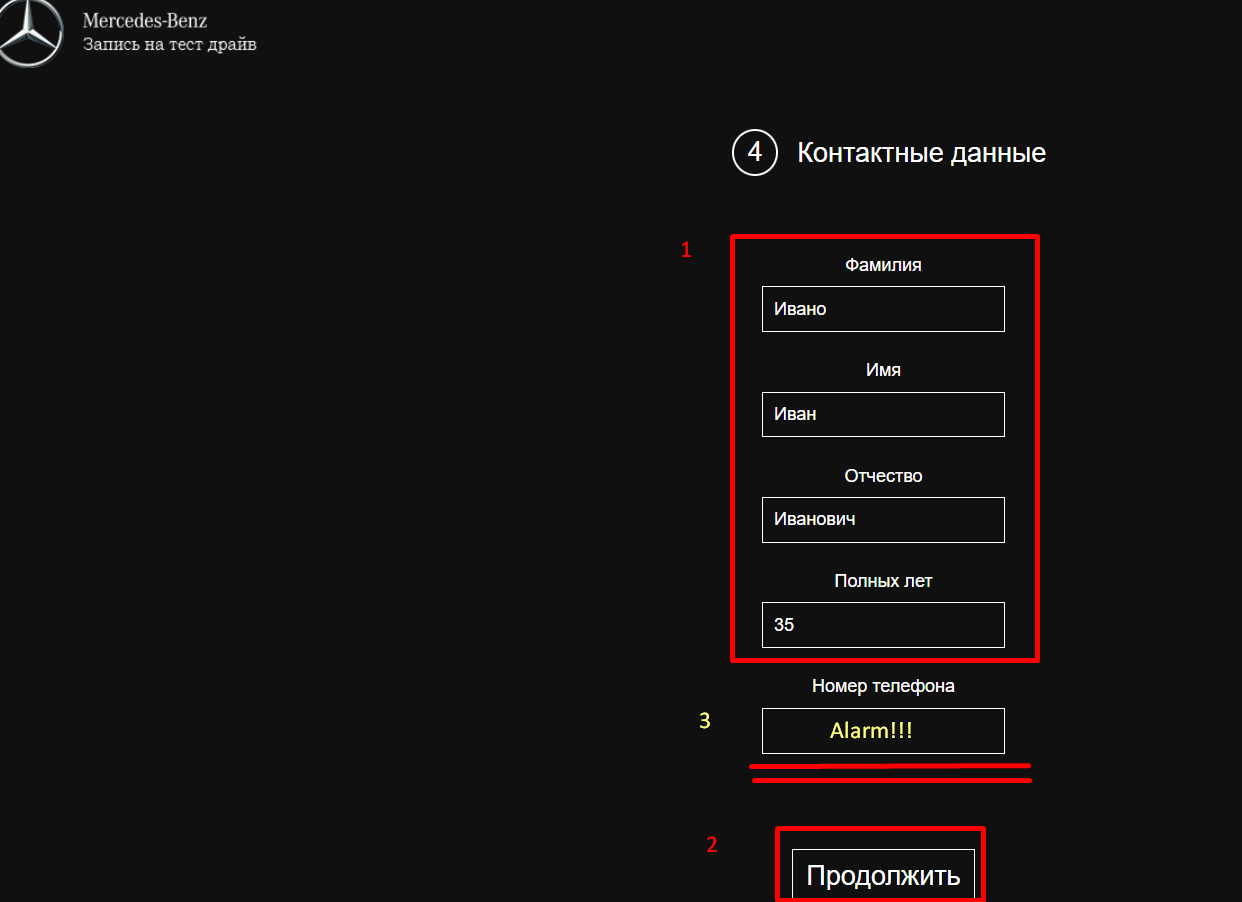 Mercedes-Benz
Запись на тест драйв
4 Контактные данные
1
Фамилия
Ивано
Имя
Иван
Отчество
Иванович
Полных лет
35
Номер телефона
3 Alarm!!!
2
Продолжить